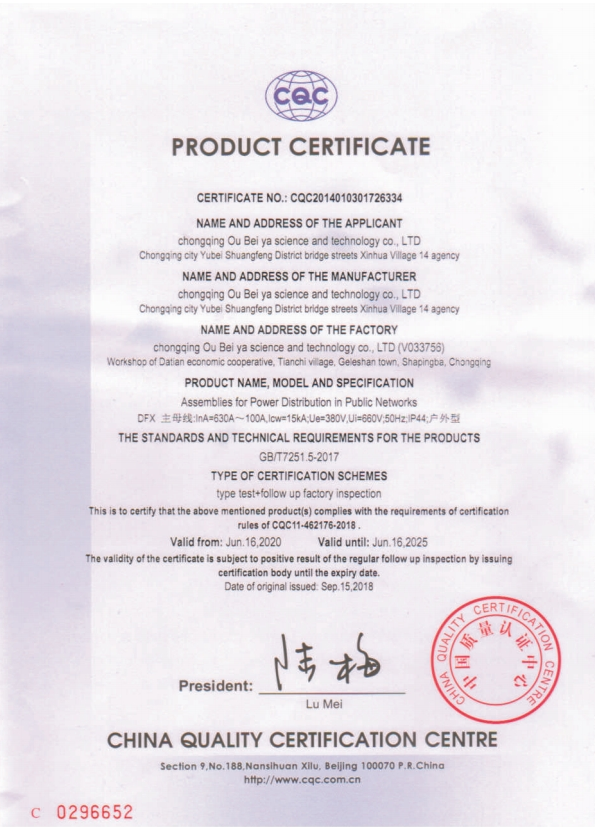 CQC
PRODUCT CERTIFICATE
CERTIFICATE NO.: CQC2014010301726334
NAME AND ADDRESS OF THE APPLICANT
chongqing Ou Bei ya science and technology co., LTD
Chongqing city Yubei Shuangfeng District bridge streets Xinhua Village 14 agency
NAME AND ADDRESS OF THE MANUFACTURER
chongqing Ou Bei ya science and technology co., LTD
Chongqing city Yubei Shuangfeng District bridge streets Xinhua Village 14 agency
NAME AND ADDRESS OF THE FACTORY
chongqing Ou Bei ya science and technology co., LTD (V033756)
Workshop of Datian economic cooperative, Tianchi village, Geleshan town, Shapingba, Chongqing
PRODUCT NAME, MODEL AND SPECIFICATION
Assemblies for Power Distribution in Public Networks
DFX 主母线:InA=630A～100A,Icw=15kA;Ue=380V,Ui=660V;50Hz;IP44;户外型
THE STANDARDS AND TECHNICAL REQUIREMENTS FOR THE PRODUCTS
GB/T7251.5-2017
TYPE OF CERTIFICATION SCHEMES
type test+follow up factory inspection
This is to certify that the above mentioned product(s) complies with the requirements of certification
rules of CQC11-462176-2018 .
Valid from: Jun.16,2020 Valid until: Jun.16,2025
The validity of the certificate is subject to positive result of the regular follow up inspection by issuing
certification body until the expiry date.
Date of original issued: Sep.15,2018
陆梅
President:
Lu Mei
CHINA QUALITY CERTIFICATION CENTRE
中国质量认证中心
CHINA QUALITY CERTIFICATION CENTRE
Section 9,No.188,Nansihuan Xilu, Beijing 100070 P.R.China
http://www.cqc.com.cn
C 0296652